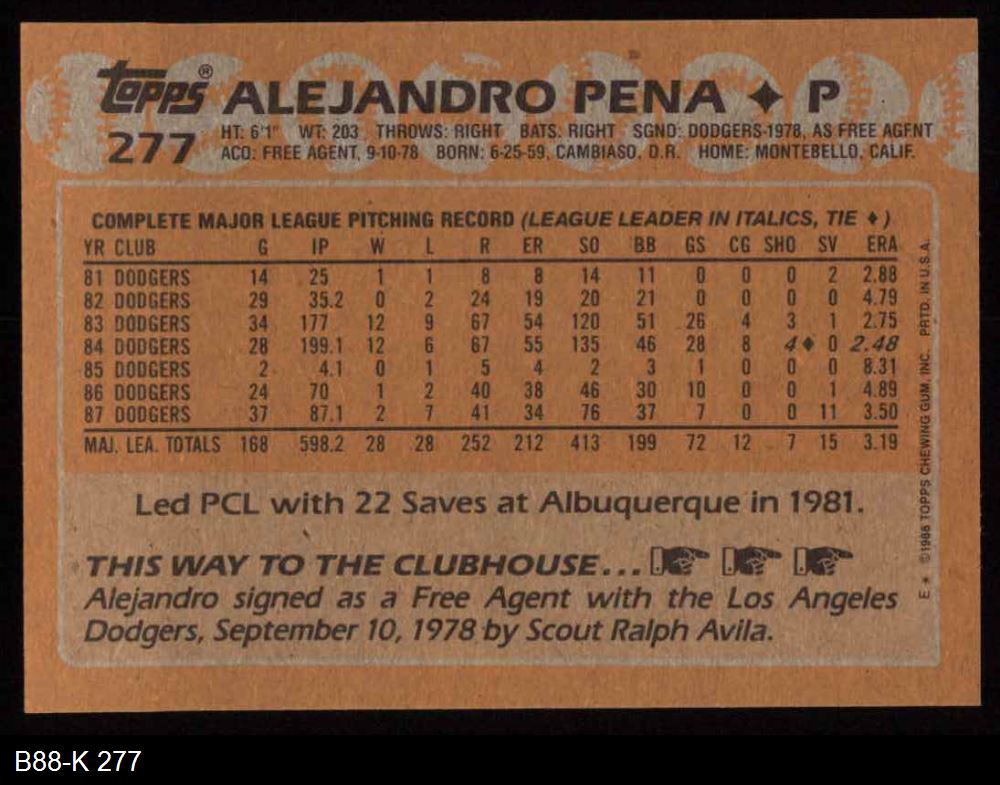 topps® ALEJANDRO PENA ♦ P
277
HT: 6'1" WT: 203 THROWS: RIGHT BATS: RIGHT SGND: DODGERS-1978, AS FREE AGENT
ACQ: FREE AGENT, 9-10-78 BORN: 6-25-59, CAMBIASO, D.R. HOME: MONTEBELLO, CALIF.
COMPLETE MAJOR LEAGUE PITCHING RECORD (LEAGUE LEADER IN ITALICS, TIE ♦)
YR CLUB G IP W L R ER SO BB GS CG SHO SV ERA
81 DODGERS 14 25 1 1 8 8 14 11 0 0 0 2 2.88
82 DODGERS 29 35.2 0 2 24 19 20 21 0 0 0 0 4.79
83 DODGERS 34 177 12 9 67 54 120 51 26 4 3 1 2.75
84 DODGERS 28 199.1 12 6 67 55 135 46 28 8 4♦ 0 2.48
85 DODGERS 2 4.1 0 1 5 4 2 3 1 0 0 0 8.31
86 DODGERS 24 70 1 2 40 38 46 30 10 0 0 1 4.89
87 DODGERS 37 87.1 2 7 41 34 76 37 7 0 0 11 3.50
MAJ. LEA. TOTALS 168 598.2 28 28 252 212 413 199 72 12 7 15 3.19
Led PCL with 22 Saves at Albuquerque in 1981.
THIS WAY TO THE CLUBHOUSE...
Alejandro signed as a Free Agent with the Los Angeles
Dodgers, September 10, 1978 by Scout Ralph Avila.
E* ©1988 TOPPS CHEWING GUM, INC. PRTD. IN U.S.A.
B88-K 277